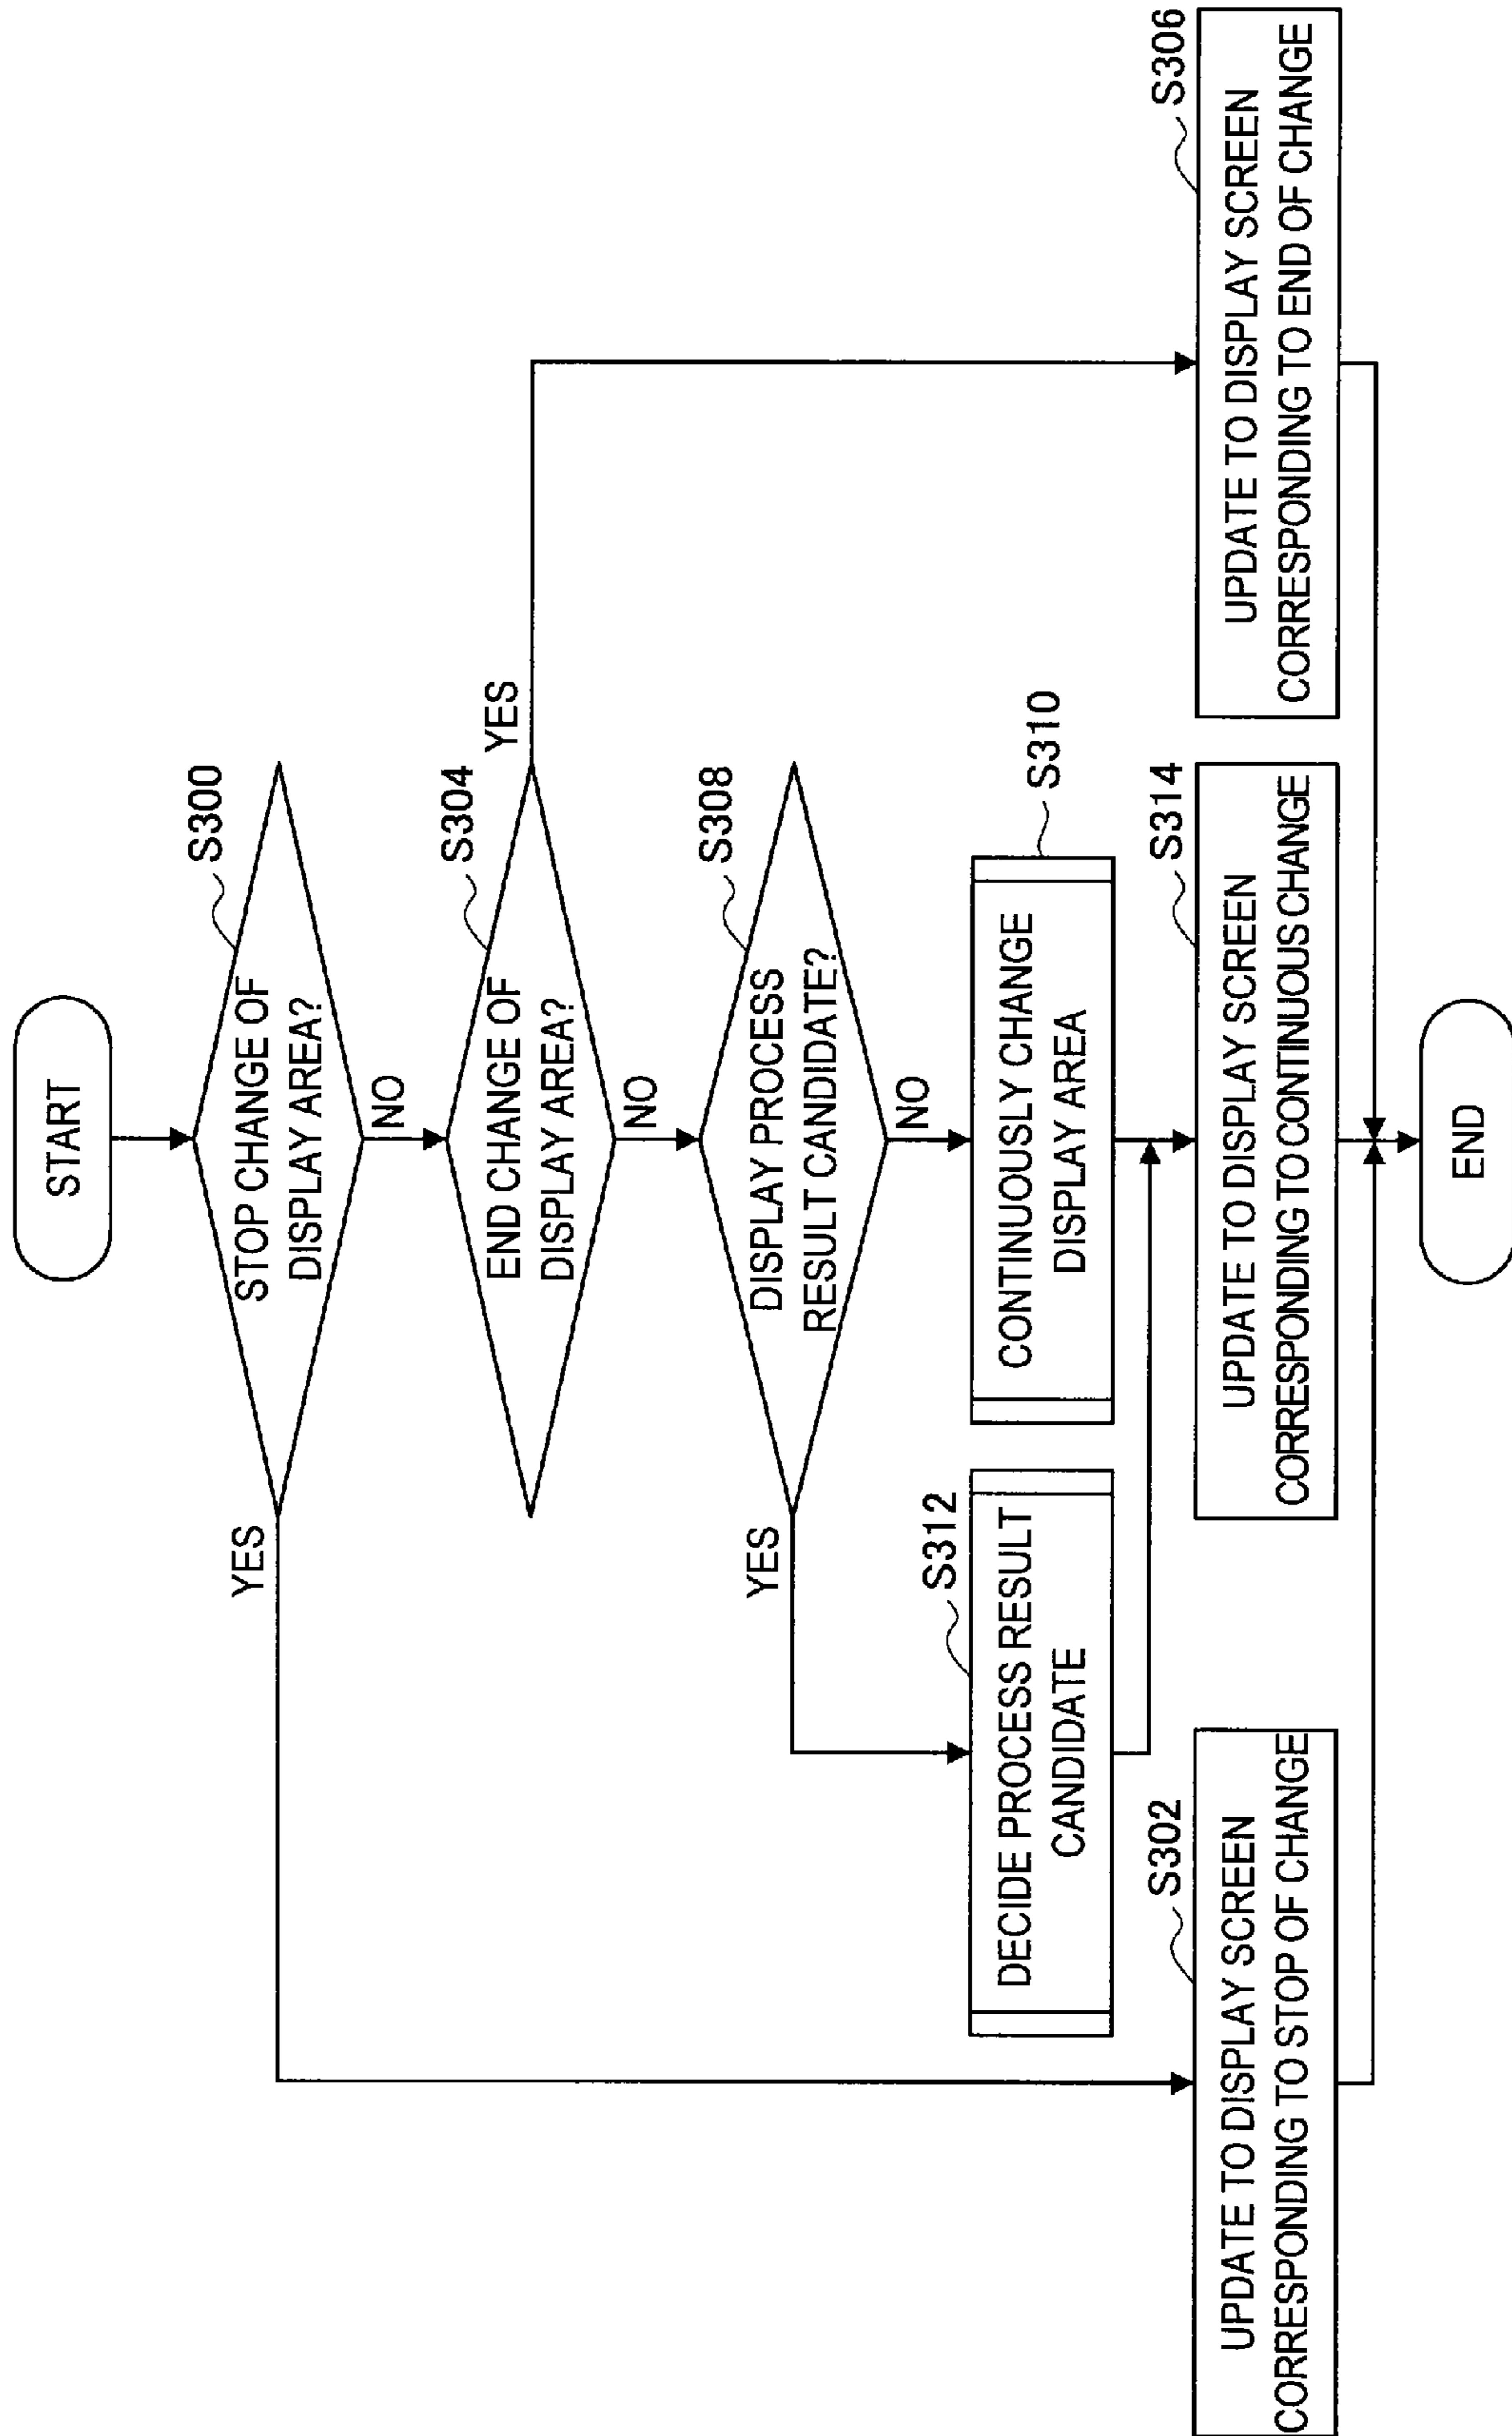 START
S300
STOP CHANGE OF
DISPLAY AREA?
YES
NO
S304
END CHANGE OF
DISPLAY AREA?
YES
NO
S308
DISPLAY PROCESS
RESULT CANDIDATE?
YES
NO
S312
DECIDE PROCESS RESULT
CANDIDATE
S310
CONTINUOUSLY CHANGE
DISPLAY AREA
S302
UPDATE TO DISPLAY SCREEN
CORRESPONDING TO STOP OF CHANGE
S314
UPDATE TO DISPLAY SCREEN
CORRESPONDING TO CONTINUOUS CHANGE
S306
UPDATE TO DISPLAY SCREEN
CORRESPONDING TO END OF CHANGE
END